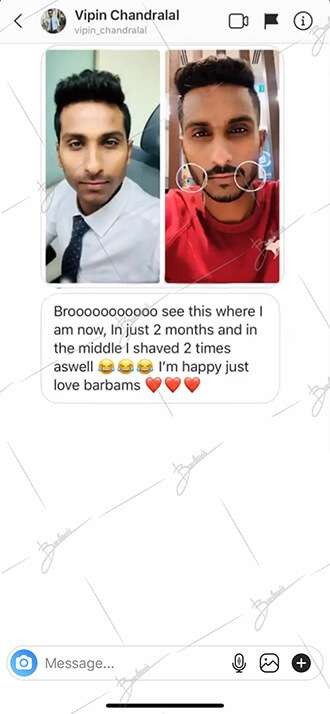 Vipin Chandralal
vipin_chandralal
Brooooooooooo see this where I
am now, In just 2 months and in
the middle I shaved 2 times
aswell 😂😂😂 I'm happy just
love barbams ❤️❤️❤️
Message...